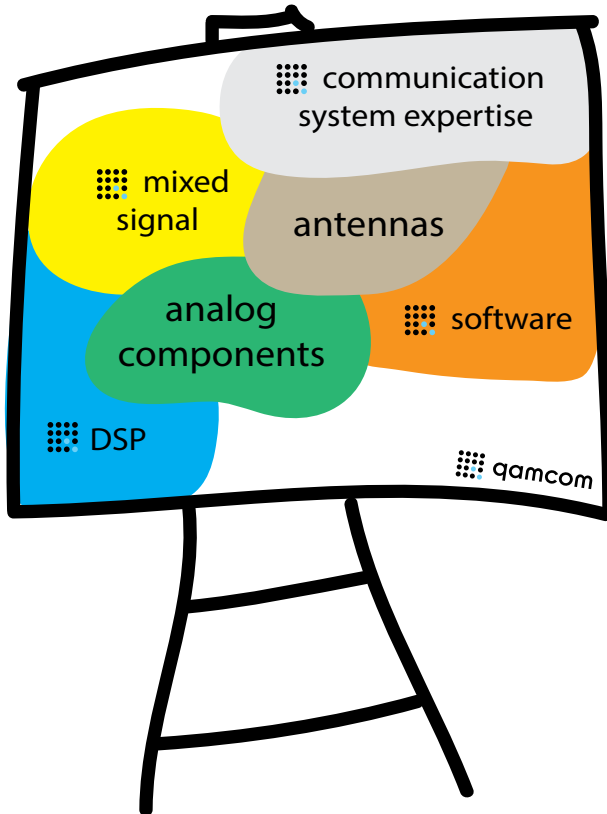 communication
system expertise
mixed
signal
antennas
analog
components
software
DSP
qamcom